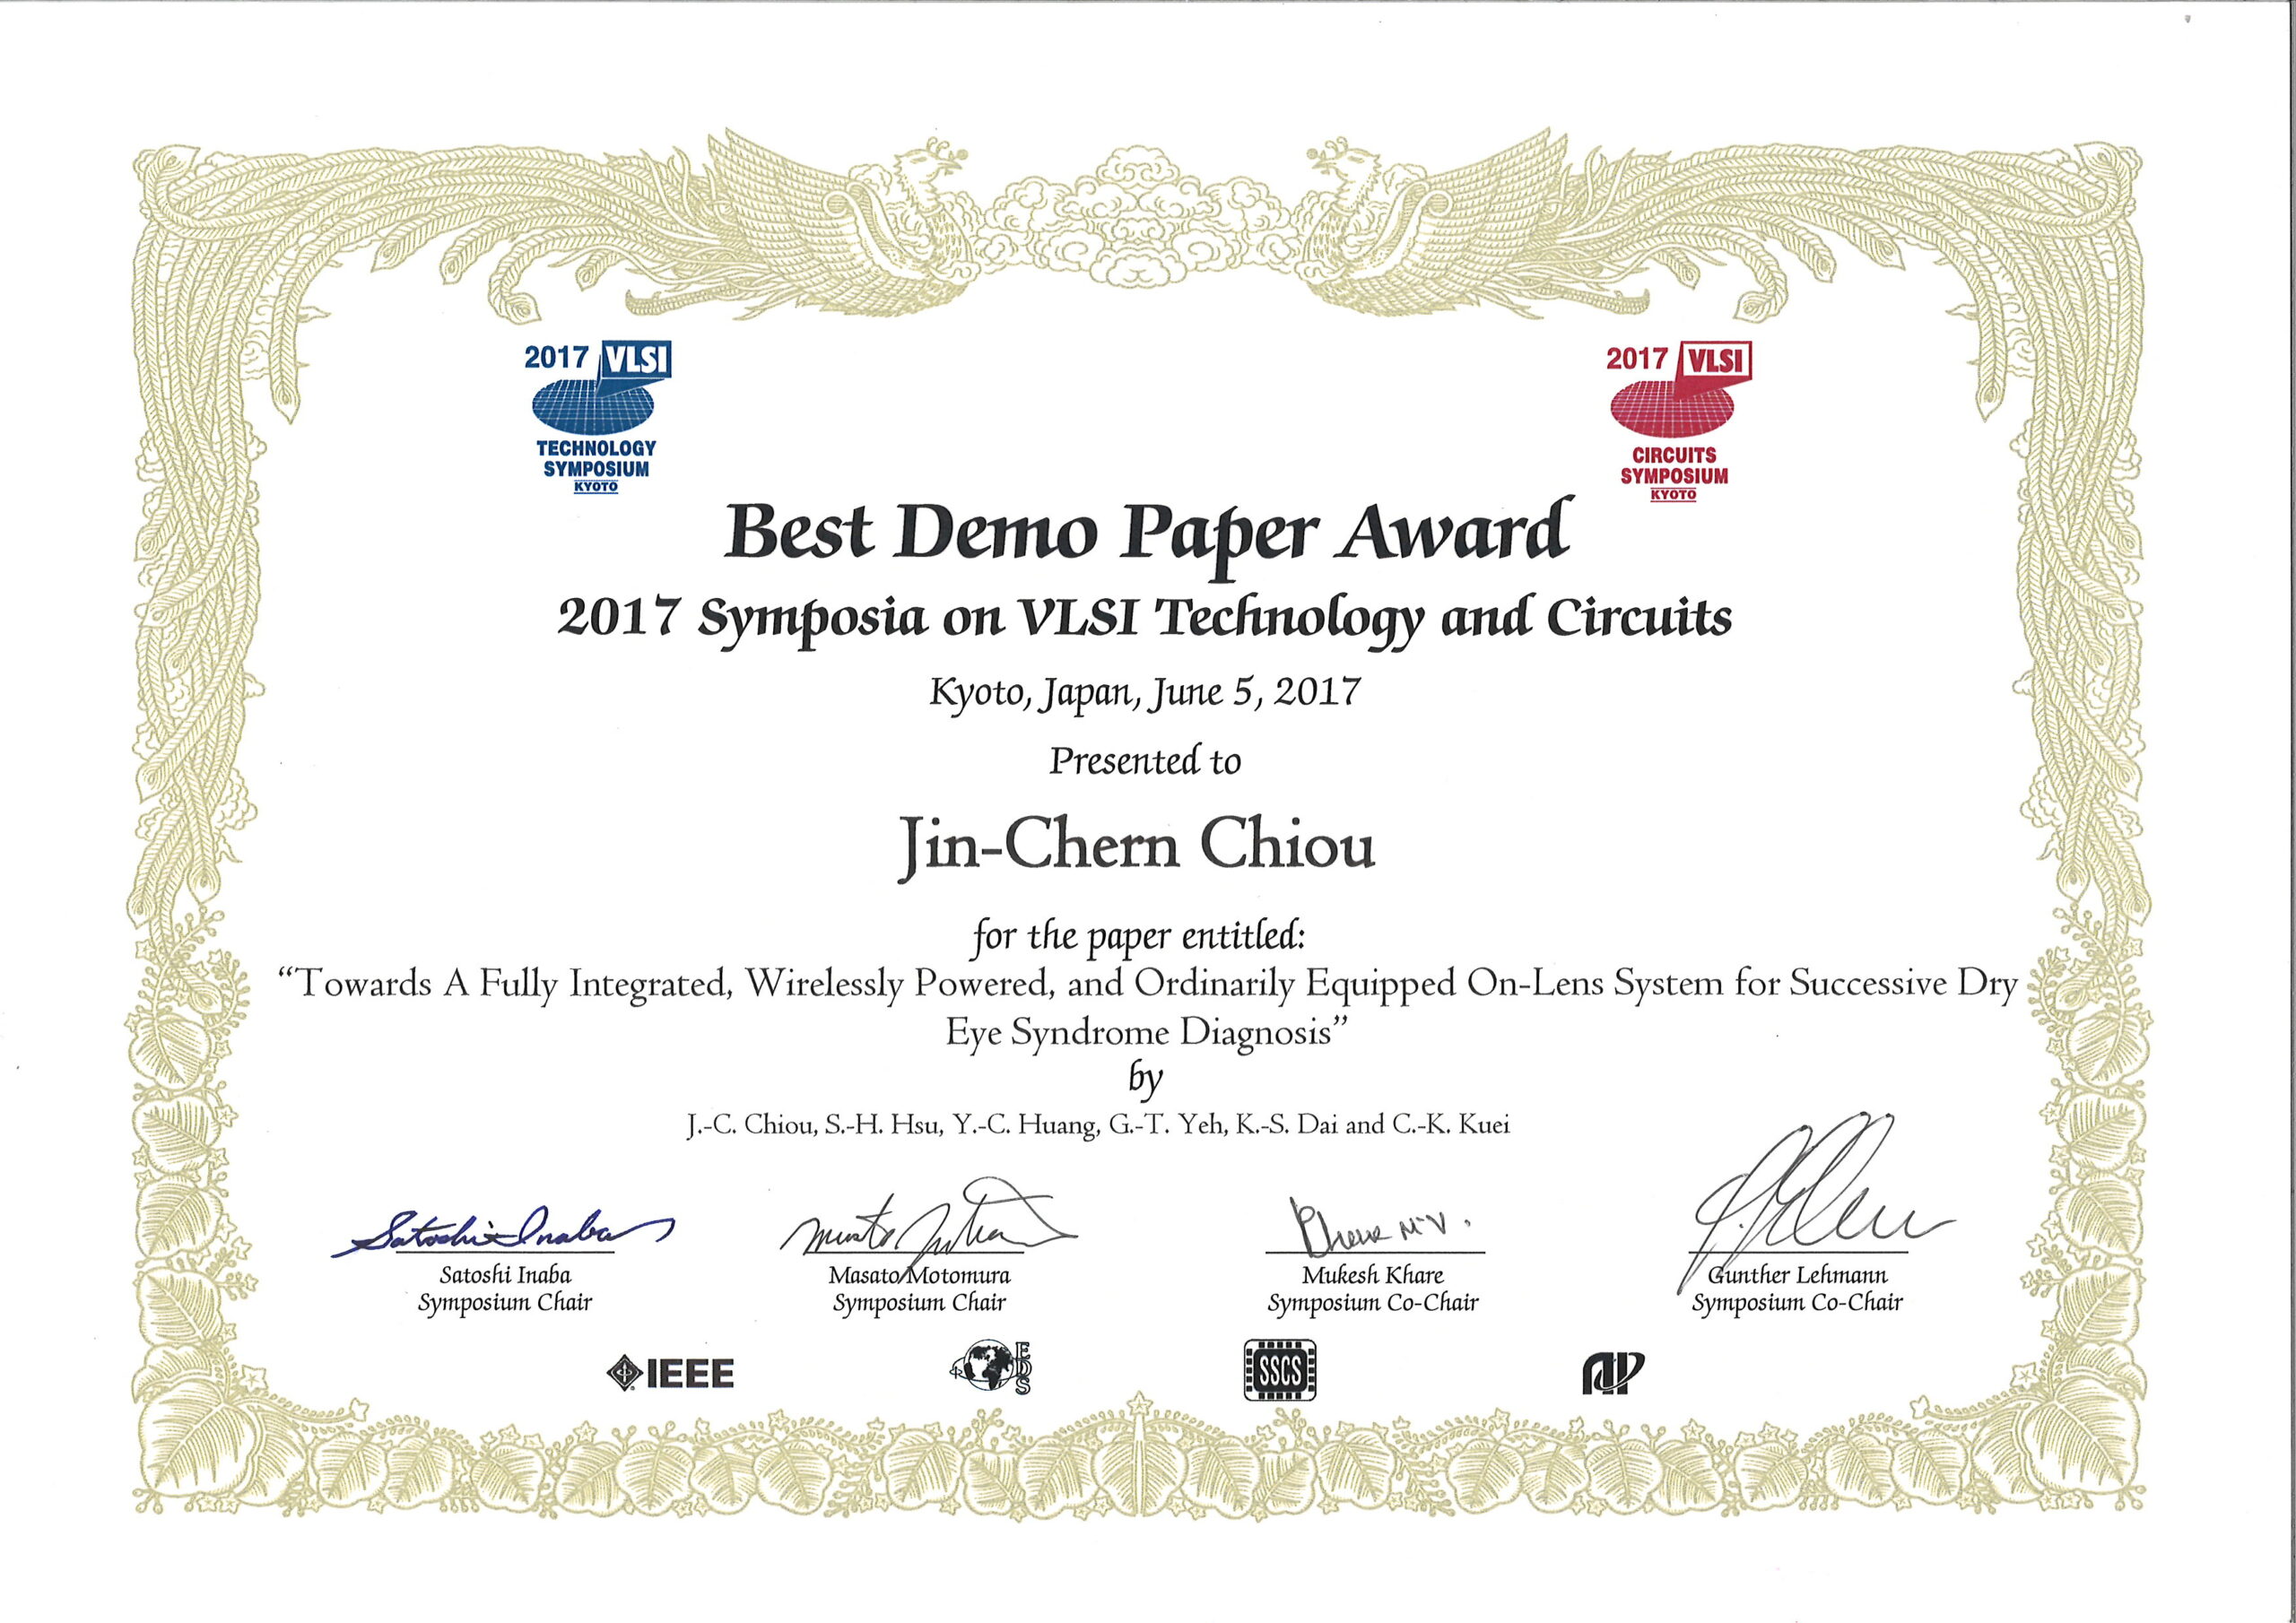 2017 VLSI
TECHNOLOGY
SYMPOSIUM
KYOTO
2017 VLSI
CIRCUITS
SYMPOSIUM
KYOTO
Best Demo Paper Award
2017 Symposia on VLSI Technology and Circuits
Kyoto, Japan, June 5, 2017
Presented to
Jin-Chern Chiou
for the paper entitled:
“Towards A Fully Integrated, Wirelessly Powered, and Ordinarily Equipped On-Lens System for Successive Dry
Eye Syndrome Diagnosis”
by
J.-C. Chiou, S.-H. Hsu, Y.-C. Huang, G.-T. Yeh, K.-S. Dai and C.-K. Kuei
Satoshi Inaba
Satoshi Inaba
Symposium Chair
Masato Motomura
Symposium Chair
Mukesh Khare
Symposium Co-Chair
Gunther Lehmann
Symposium Co-Chair
IEEE
EDS
SSCS
AP